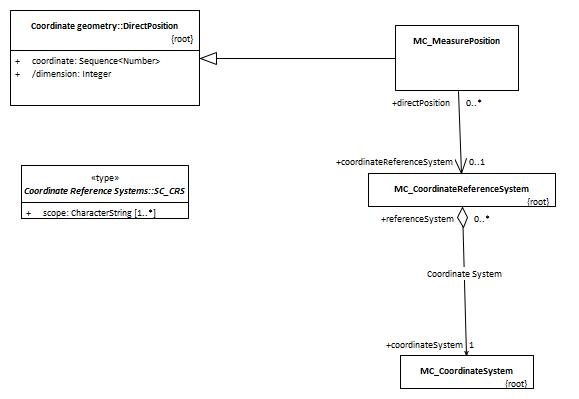 Coordinate geometry::DirectPosition
{root}
+ coordinate: Sequence<Number>
+ /dimension: Integer
MC_MeasurePosition
+directPosition 0..*
+coordinateReferenceSystem 0..1
«type»
Coordinate Reference Systems::SC_CRS
+ scope: CharacterString [1..*]
MC_CoordinateReferenceSystem
{root}
+referenceSystem 0..*
Coordinate System
+coordinateSystem 1
MC_CoordinateSystem
{root}